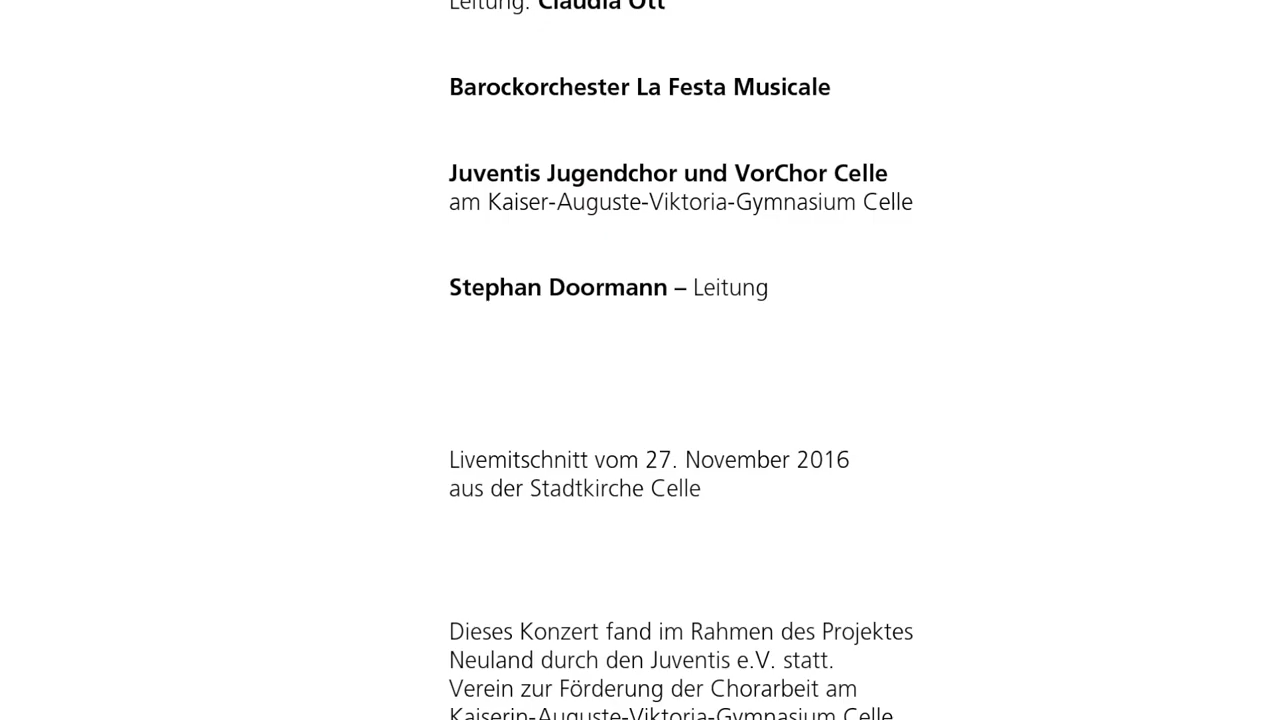 Leitung: Claudia Ott
Barockorchester La Festa Musicale
Juventis Jugendchor und VorChor Celle
am Kaiser-Auguste-Viktoria-Gymnasium Celle
Stephan Doormann – Leitung
Livemitschnitt vom 27. November 2016
aus der Stadtkirche Celle
Dieses Konzert fand im Rahmen des Projektes
Neuland durch den Juventis e.V. statt.
Verein zur Förderung der Chorarbeit am
Kaiserin-Auguste-Viktoria-Gymnasium Celle